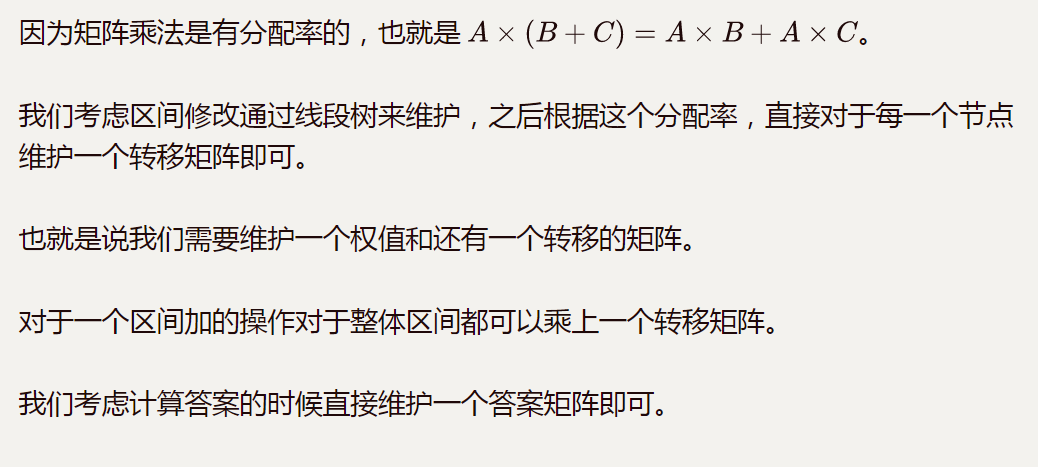 因为矩阵乘法是有分配率的，也就是 A × (B + C) = A × B + A × C。
我们考虑区间修改通过线段树来维护，之后根据这个分配率，直接对于每一个节点
维护一个转移矩阵即可。
也就是说我们需要维护一个权值和还有一个转移的矩阵。
对于一个区间加的操作对于整体区间都可以乘上一个转移矩阵。
我们考虑计算答案的时候直接维护一个答案矩阵即可。